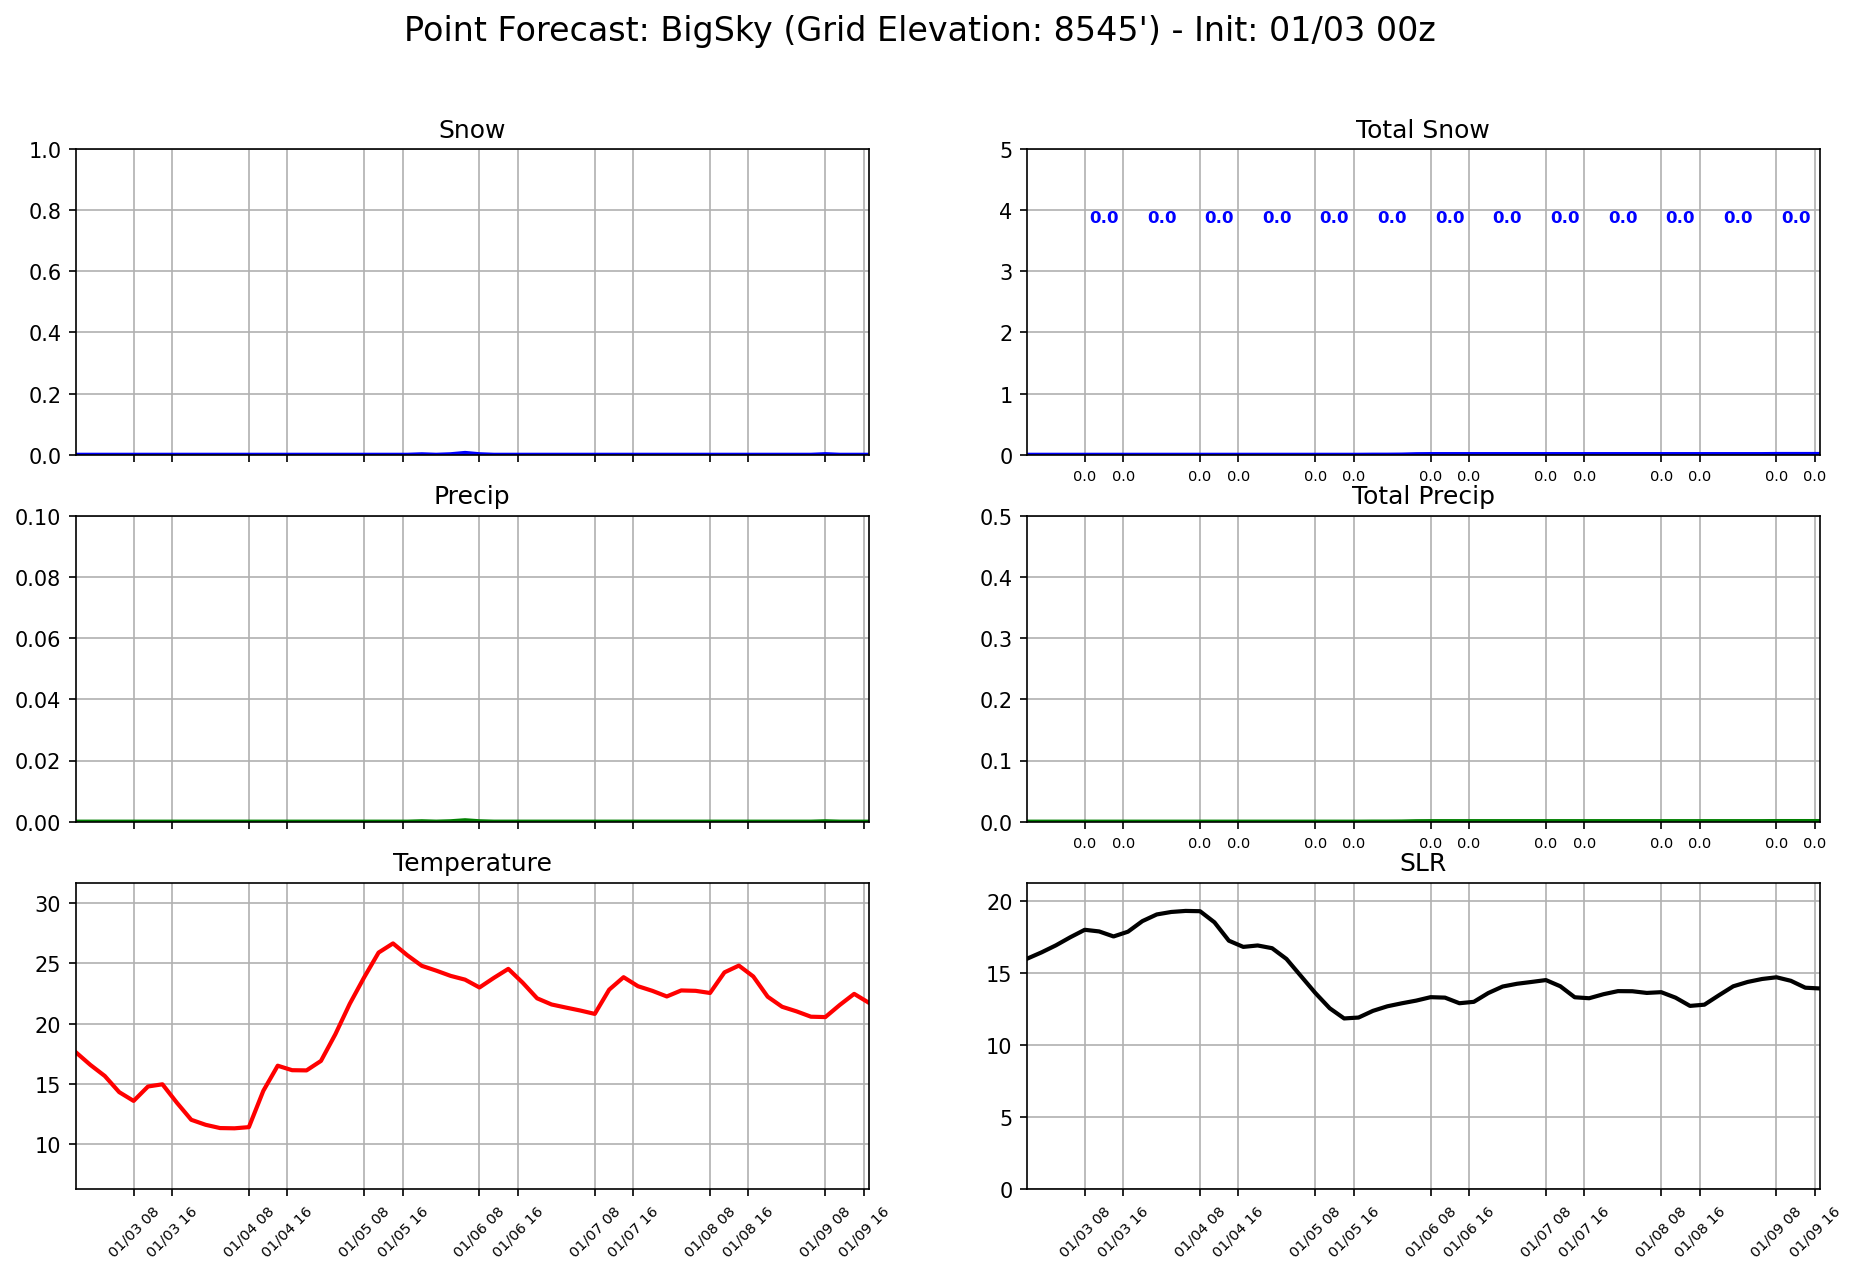 Point Forecast: BigSky (Grid Elevation: 8545') - Init: 01/03 00z
Snow
1.0
0.8
0.6
0.4
0.2
0.0
Total Snow
5
4
3
2
1
0
0.0 0.0 0.0 0.0 0.0 0.0 0.0 0.0 0.0 0.0 0.0 0.0 0.0
0.0 0.0 0.0 0.0 0.0 0.0 0.0 0.0 0.0 0.0 0.0 0.0 0.0 0.0
Precip
0.10
0.08
0.06
0.04
0.02
0.00
Total Precip
0.5
0.4
0.3
0.2
0.1
0.0
0.0 0.0 0.0 0.0 0.0 0.0 0.0 0.0 0.0 0.0 0.0 0.0 0.0 0.0
Temperature
30
25
20
15
10
01/03 08 01/03 16 01/04 08 01/04 16 01/05 08 01/05 16 01/06 08 01/06 16 01/07 08 01/07 16 01/08 08 01/08 16 01/09 08 01/09 16
SLR
20
15
10
5
0
01/03 08 01/03 16 01/04 08 01/04 16 01/05 08 01/05 16 01/06 08 01/06 16 01/07 08 01/07 16 01/08 08 01/08 16 01/09 08 01/09 16